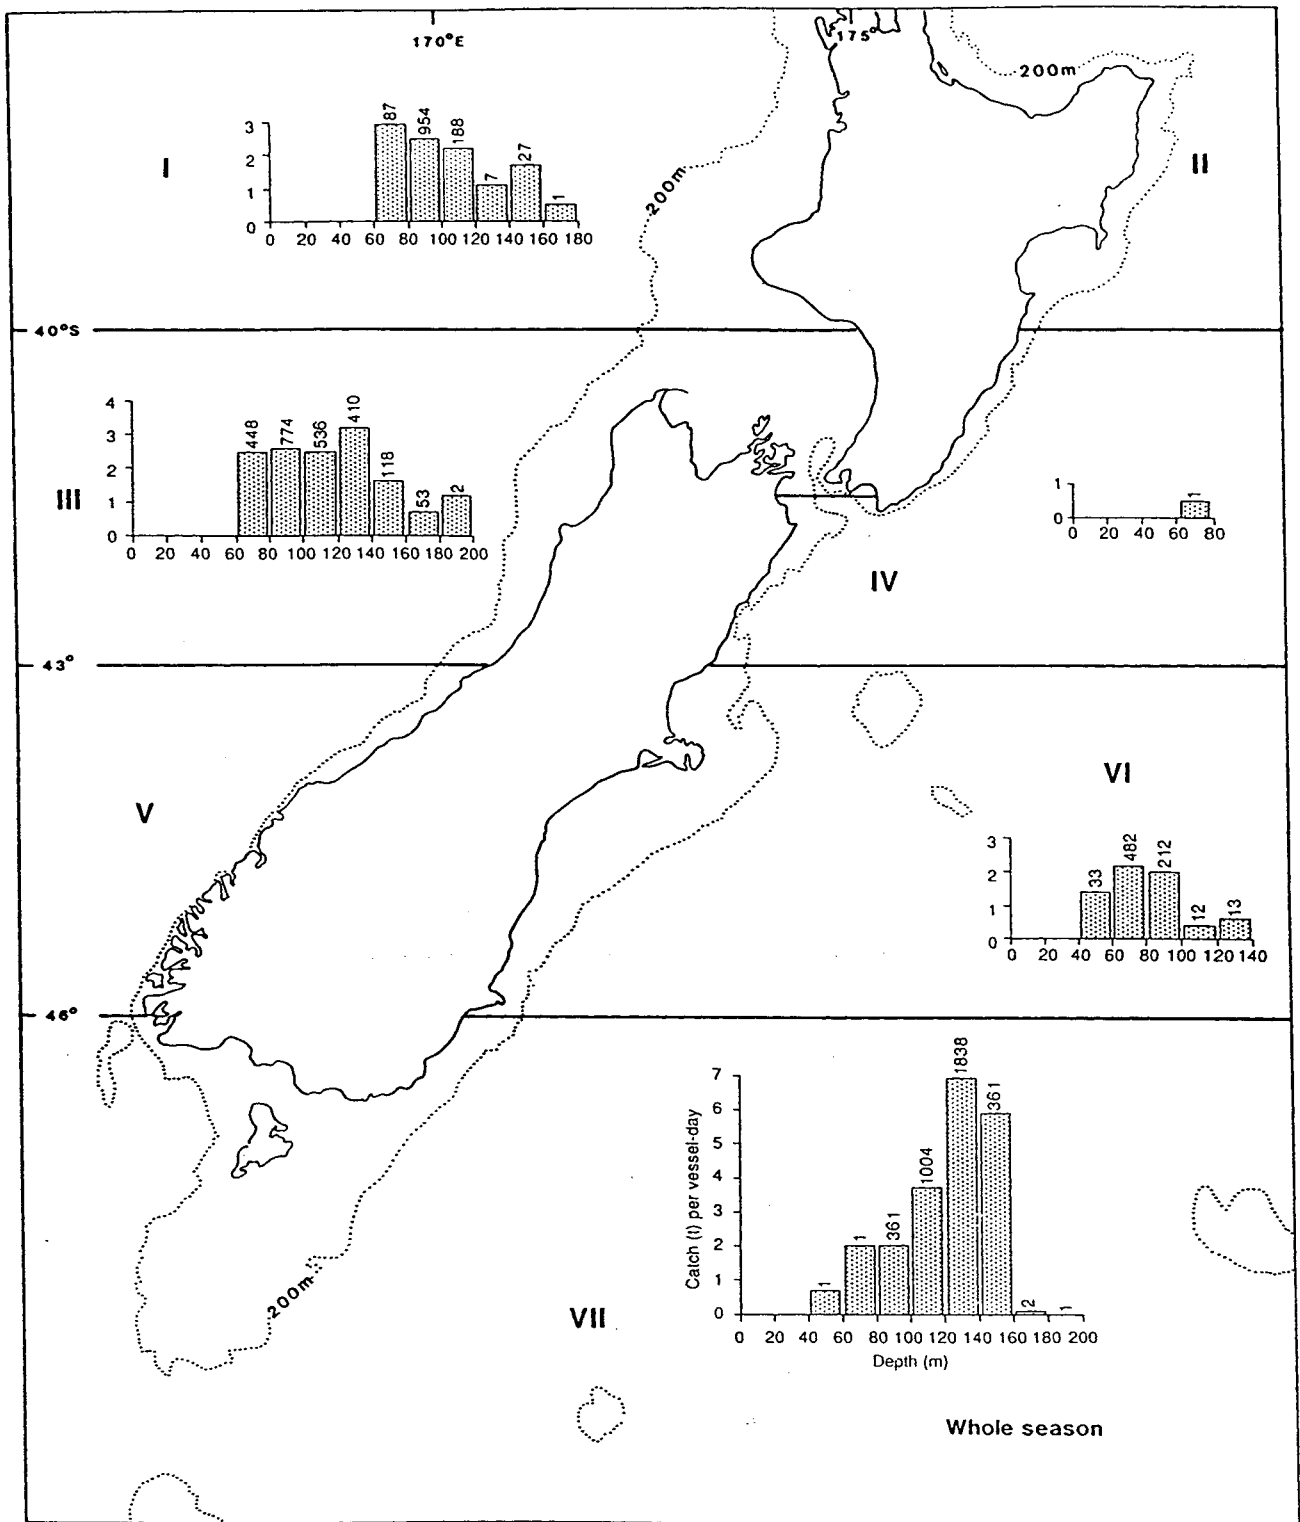 170°E
175°
200m
200m
I
II
87
954
188
7
27
1
3
2
1
0
0 20 40 60 80 100 120 140 160 180
40°S
4
3
2
1
0
448
774
536
410
118
53
2
0 20 40 60 80 100 120 140 160 180 200
III
1
0
1
0 20 40 60 80
IV
43°
V
VI
3
2
1
0
33
482
212
12
13
0 20 40 60 80 100 120 140
46°
Catch (t) per vessel-day
7
6
5
4
3
2
1
0
1
1
361
1004
1838
361
2
1
0 20 40 60 80 100 120 140 160 180 200
Depth (m)
200m
VII
Whole season